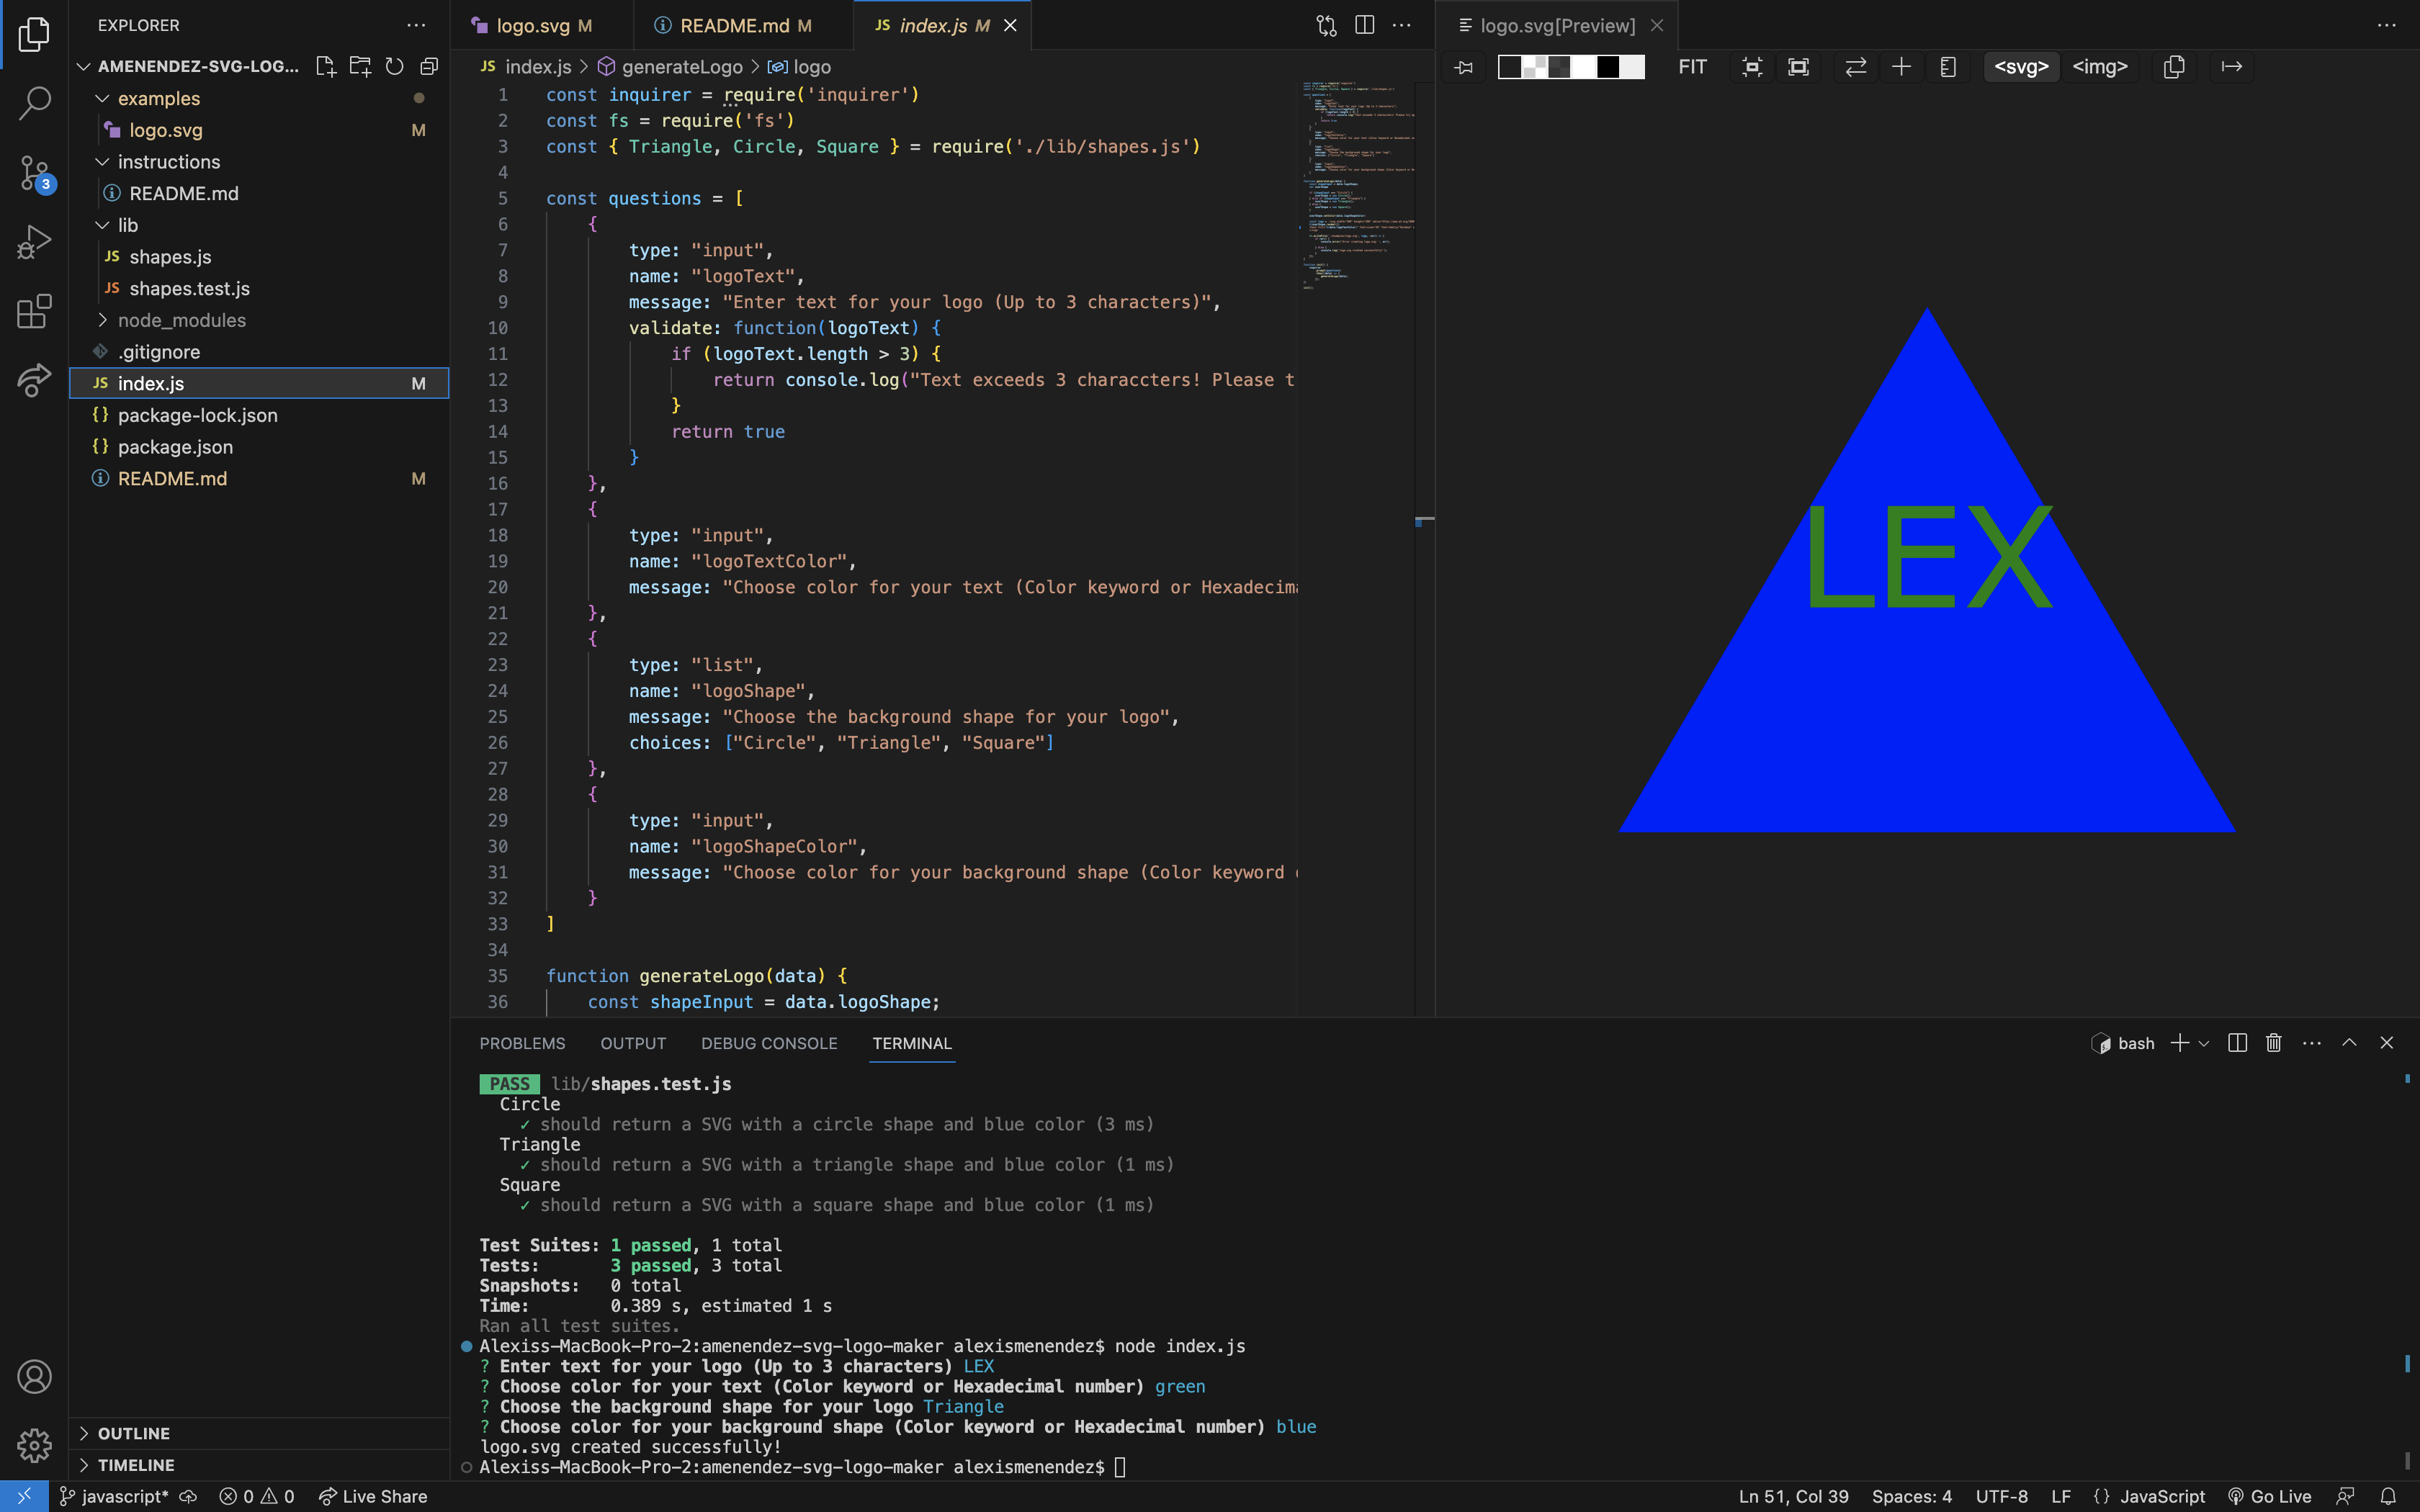 EXPLORER
AMENENDEZ-SVG-LOG...
examples
logo.svg M
instructions
README.md
lib
shapes.js
shapes.test.js
node_modules
.gitignore
index.js M
package-lock.json
package.json
README.md M
OUTLINE
TIMELINE
3
logo.svg M
README.md M
index.js M
logo.svg[Preview]
index.js > generateLogo > logo
FIT
<svg>
<img>
1 const inquirer = require('inquirer')
2 const fs = require('fs')
3 const { Triangle, Circle, Square } = require('./lib/shapes.js')
4
5 const questions = [
6 {
7 type: "input",
8 name: "logoText",
9 message: "Enter text for your logo (Up to 3 characters)",
10 validate: function(logoText) {
11 if (logoText.length > 3) {
12 return console.log("Text exceeds 3 characcters! Please t
13 }
14 return true
15 }
16 },
17 {
18 type: "input",
19 name: "logoTextColor",
20 message: "Choose color for your text (Color keyword or Hexadecima
21 },
22 {
23 type: "list",
24 name: "logoShape",
25 message: "Choose the background shape for your logo",
26 choices: ["Circle", "Triangle", "Square"]
27 },
28 {
29 type: "input",
30 name: "logoShapeColor",
31 message: "Choose color for your background shape (Color keyword
32 }
33 ]
34
35 function generateLogo(data) {
36 const shapeInput = data.logoShape;
LEX
PROBLEMS OUTPUT DEBUG CONSOLE TERMINAL
bash
PASS lib/shapes.test.js
Circle
✓ should return a SVG with a circle shape and blue color (3 ms)
Triangle
✓ should return a SVG with a triangle shape and blue color (1 ms)
Square
✓ should return a SVG with a square shape and blue color (1 ms)
Test Suites: 1 passed, 1 total
Tests: 3 passed, 3 total
Snapshots: 0 total
Time: 0.389 s, estimated 1 s
Ran all test suites.
Alexiss-MacBook-Pro-2:amenendez-svg-logo-maker alexismenendez$ node index.js
? Enter text for your logo (Up to 3 characters) LEX
? Choose color for your text (Color keyword or Hexadecimal number) green
? Choose the background shape for your logo Triangle
? Choose color for your background shape (Color keyword or Hexadecimal number) blue
logo.svg created successfully!
Alexiss-MacBook-Pro-2:amenendez-svg-logo-maker alexismenendez$
javascript* 0 0 Live Share
Ln 51, Col 39 Spaces: 4 UTF-8 LF {} JavaScript Go Live